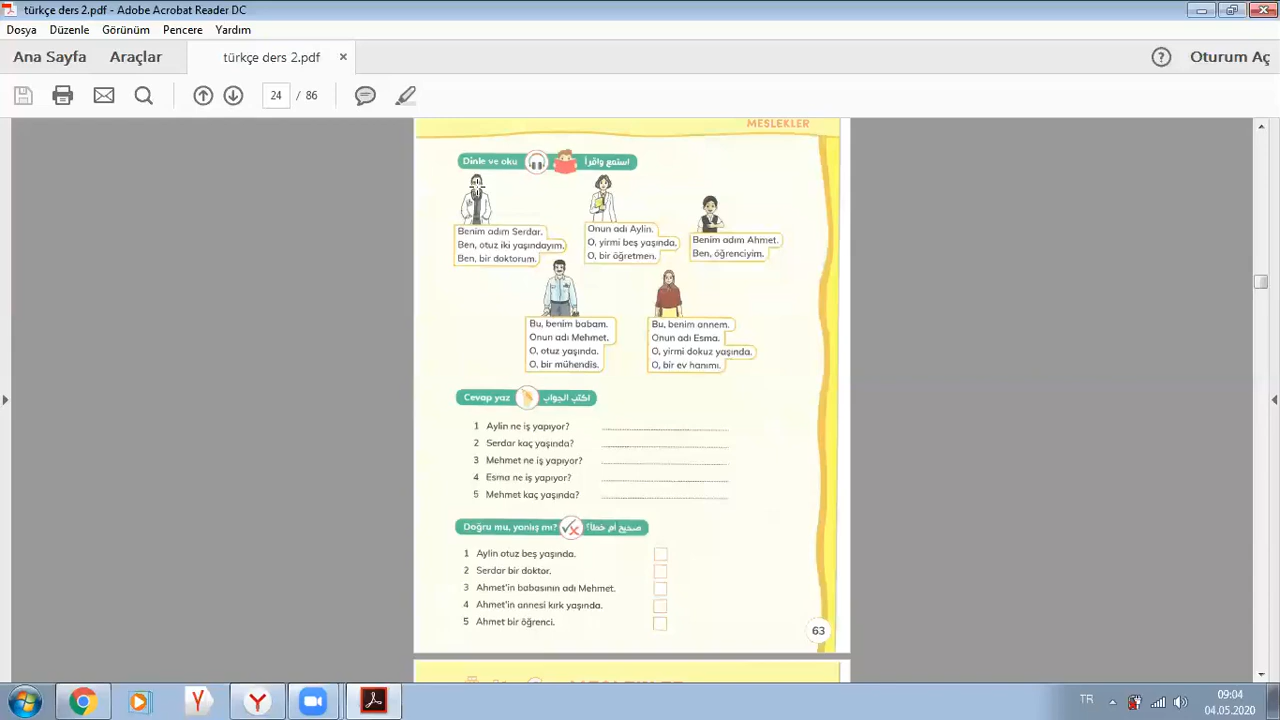 türkçe ders 2.pdf - Adobe Acrobat Reader DC
Dosya Düzenle Görünüm Pencere Yardım
Ana Sayfa Araçlar türkçe ders 2.pdf × Oturum Aç
24 / 86
MESLEKLER
Dinle ve oku استمع واقرأ
Benim adım Serdar.
Ben, otuz iki yaşındayım.
Ben, bir doktorum.
Onun adı Aylin.
O, yirmi beş yaşında,
O, bir öğretmen.
Benim adım Ahmet.
Ben, öğrenciyim.
Bu, benim babam.
Onun adı Mehmet.
O, otuz yaşında.
O, bir mühendis.
Bu, benim annem.
Onun adı Esma.
O, yirmi dokuz yaşında.
O, bir ev hanımı.
Cevap yaz اكتب الجواب
1 Aylin ne iş yapıyor?
2 Serdar kaç yaşında?
3 Mehmet ne iş yapıyor?
4 Esma ne iş yapıyor?
5 Mehmet kaç yaşında?
Doğru mu, yanlış mı? صحيح أم خطأ؟
1 Aylin otuz beş yaşında.
2 Serdar bir doktor.
3 Ahmet'in babasının adı Mehmet.
4 Ahmet'in annesi kırk yaşında.
5 Ahmet bir öğrenci.
63
TR 09:04
04.05.2020